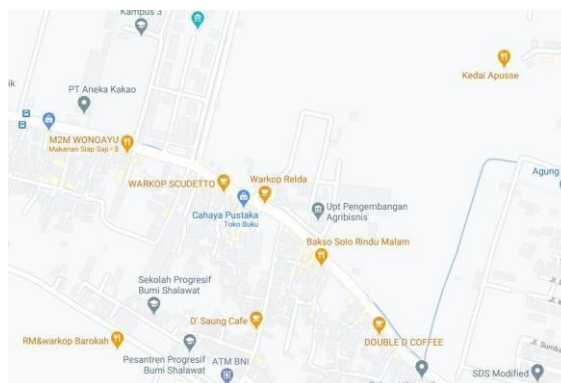 Kampus 3
Kedai Apusse
ik
PT Aneka Kakao
M2M WONOAYU
Makanan Siap Saji • $
WARKOP SCUDETTO
Warkop Relda
Agung
Cahaya Pustaka
Toko Buku
Upt Pengembangan
Agribisnis
Bakso Solo Rindu Malam
Sekolah Progresif
Bumi Shalawat
D' Saung Cafe
RM&warkop Barokah
DOUBLE D COFFEE
Pesantren Progresif
Bumi Shalawat
ATM BNI
SDS Modified